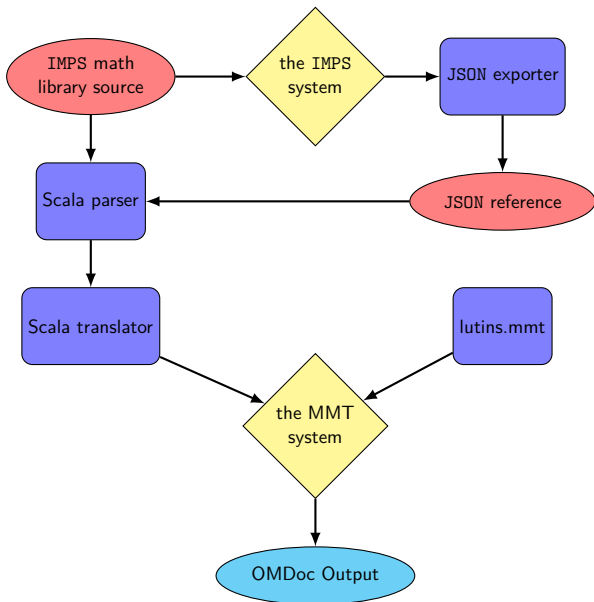 IMPS math
library source
the IMPS
system
JSON exporter
Scala parser
JSON reference
Scala translator
lutins.mmt
the MMT
system
OMDoc Output